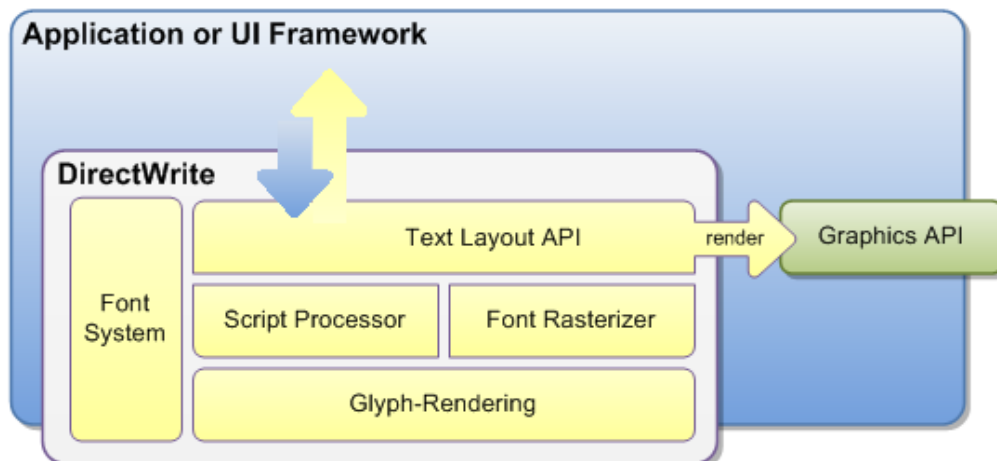 Application or UI Framework
DirectWrite
Text Layout API
render
Graphics API
Font
System
Script Processor
Font Rasterizer
Glyph-Rendering